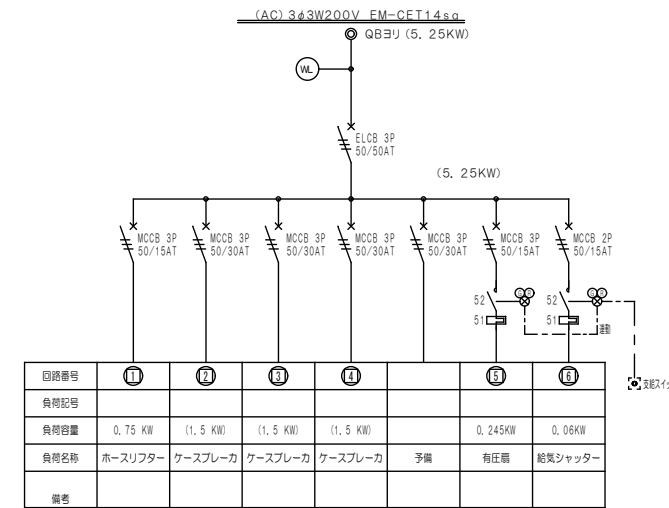 (AC) 3φ3W200V EM-CET14sq
QBヨリ (5. 25KW)
WL
ELCB 3P
50/50AT
(5. 25KW)
MCCB 3P
50/15AT
MCCB 3P
50/30AT
MCCB 3P
50/30AT
MCCB 3P
50/30AT
MCCB 3P
50/30AT
MCCB 3P
50/15AT
MCCB 2P
50/15AT
52
G R
52
G R
51
51
連動
支給スイッ
回路番号 1 2 3 4 5 6
負荷記号
負荷容量 0. 75 KW (1. 5 KW) (1. 5 KW) (1. 5 KW) 0. 245KW 0. 06KW
負荷名称 ホースリフター ケースブレーカ ケースブレーカ ケースブレーカ 予備 有圧扇 給気シャッター
備考